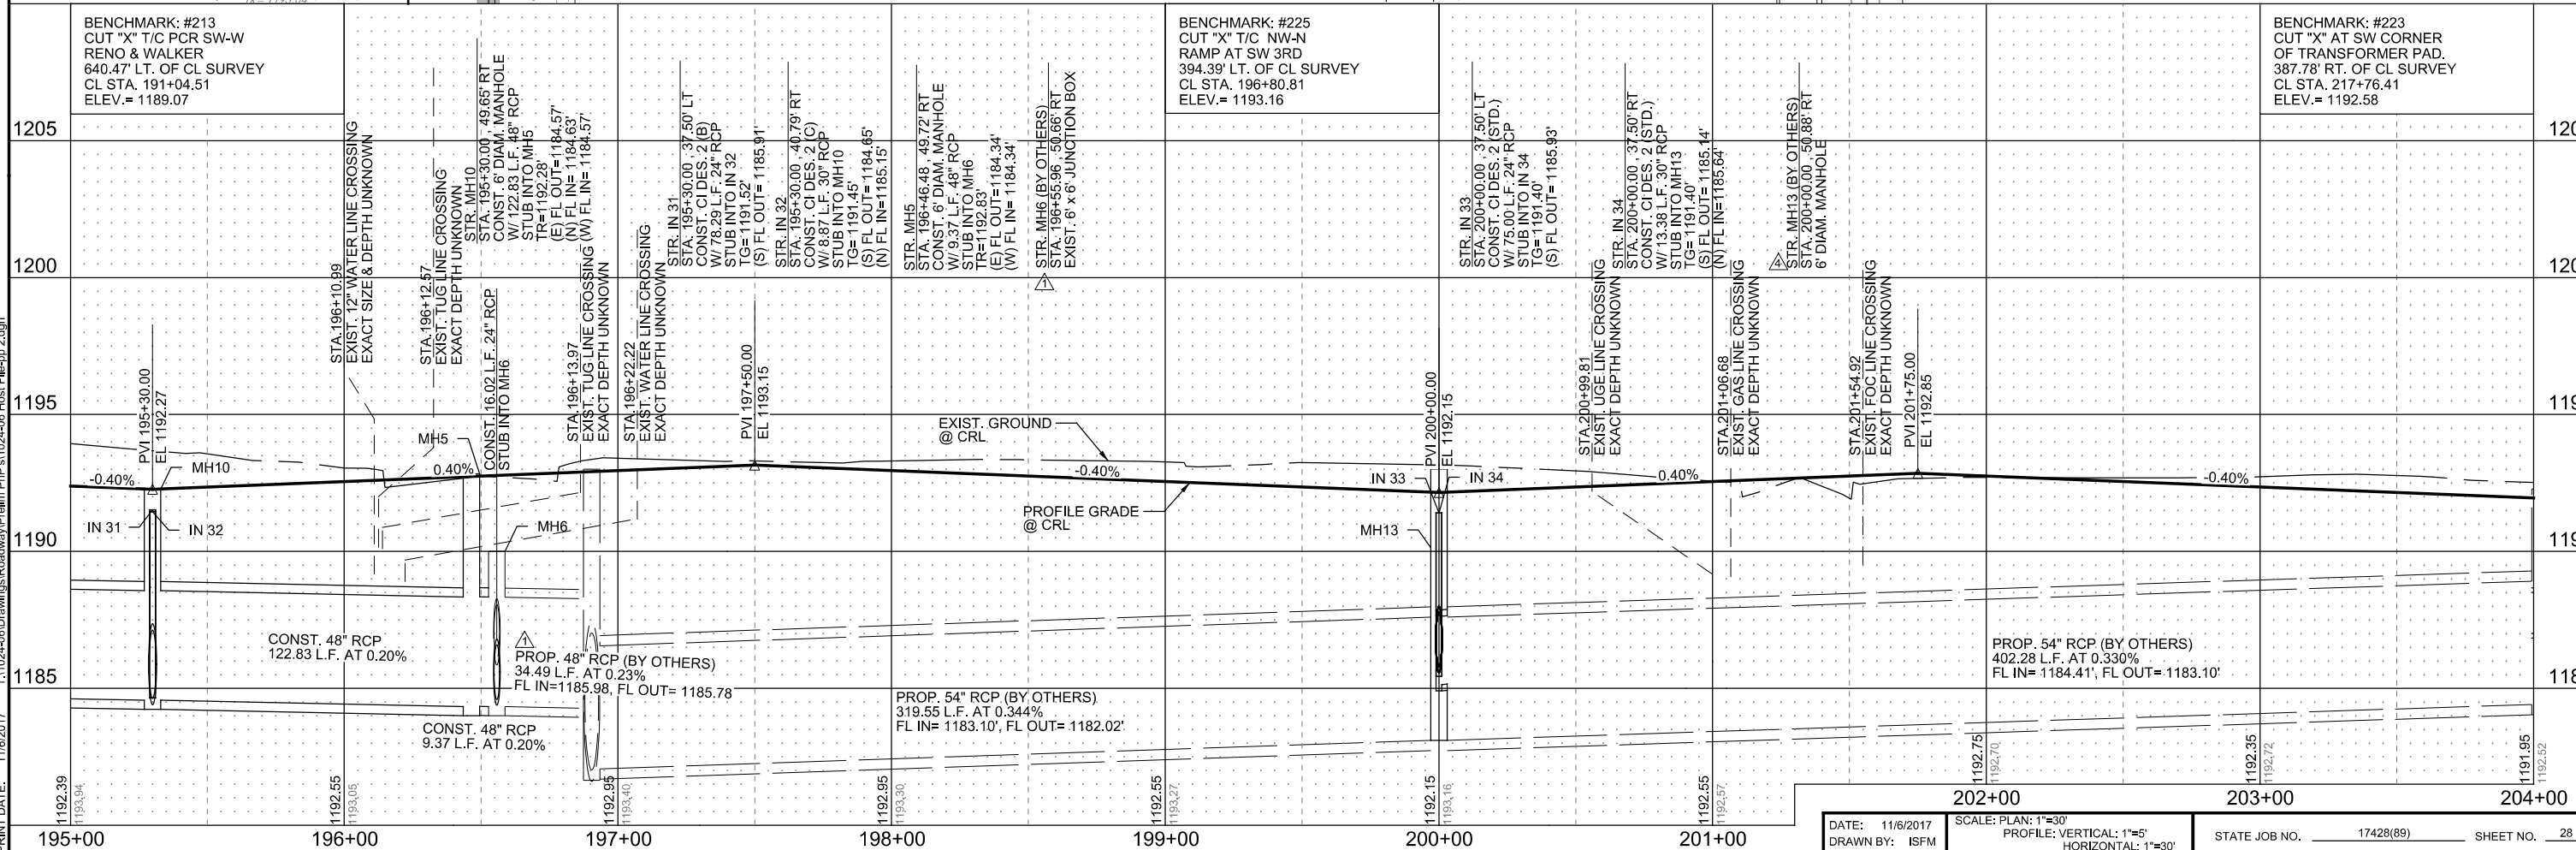 BENCHMARK: #213
CUT "X" T/C PCR SW-W
RENO & WALKER
640.47' LT. OF CL SURVEY
CL STA. 191+04.51
ELEV.= 1189.07
BENCHMARK: #225
CUT "X" T/C NW-N
RAMP AT SW 3RD
394.39' LT. OF CL SURVEY
CL STA. 196+80.81
ELEV.= 1193.16
BENCHMARK: #223
CUT "X" AT SW CORNER
OF TRANSFORMER PAD.
387.78' RT. OF CL SURVEY
CL STA. 217+76.41
ELEV.= 1192.58
1205
1200
1195
1190
1185
STA.196+10.99
EXIST. 12" WATER LINE CROSSING
EXACT SIZE & DEPTH UNKNOWN
STA.196+12.57
EXIST. TUG LINE CROSSING
EXACT DEPTH UNKNOWN
STR. MH10
STA. 195+30.00 , 49.65' RT
CONST. 6' DIAM. MANHOLE
W/ 122.83 L.F. 48" RCP
STUB INTO MH5
TR=1192.28'
(E) FL OUT=1184.57'
(N) FL IN= 1184.63'
(W) FL IN= 1184.57'
CONST. 16.02 L.F. 24" RCP
STUB INTO MH6
STA.196+13.97
EXIST. TUG LINE CROSSING
EXACT DEPTH UNKNOWN
STA.196+22.22
EXIST. WATER LINE CROSSING
EXACT DEPTH UNKNOWN
STR. IN 31
STA. 195+30.00 , 37.50' LT
CONST. CI DES. 2 (B)
W/ 78.29 L.F. 24" RCP
STUB INTO IN 32
TG= 1191.52'
(S) FL OUT= 1185.91'
STR. IN 32
STA. 195+30.00 , 40.79' RT
CONST. CI DES. 2 (C)
W/ 8.87 L.F. 30" RCP
STUB INTO MH10
TG= 1191.45'
(S) FL OUT= 1184.65'
(N) FL IN=1185.15'
STR. MH5
STA. 196+46.48 , 49.72' RT
CONST. 6' DIAM. MANHOLE
W/ 9.37 L.F. 48" RCP
STUB INTO MH6
TR=1192.83'
(E) FL OUT=1184.34'
(W) FL IN= 1184.34'
STR. MH6 (BY OTHERS)
STA. 196+55.96 , 50.66' RT
EXIST. 6' x 6' JUNCTION BOX
1
STR. IN 33
STA. 200+00.00 , 37.50' LT
CONST. CI DES. 2 (STD.)
W/ 75.00 L.F. 24" RCP
STUB INTO IN 34
TG= 1191.40'
(S) FL OUT= 1185.93'
STR. IN 34
STA. 200+00.00 , 37.50' RT
CONST. CI DES. 2 (STD.)
W/ 13.38 L.F. 30" RCP
STUB INTO MH13
TG= 1191.40'
(S) FL OUT= 1185.14'
(N) FL IN=1185.64'
4
STR. MH13 (BY OTHERS)
STA. 200+00.00 , 50.88' RT
6' DIAM. MANHOLE
STA.200+99.81
EXIST. UGE LINE CROSSING
EXACT DEPTH UNKNOWN
STA.201+06.68
EXIST. GAS LINE CROSSING
EXACT DEPTH UNKNOWN
STA.201+54.92
EXIST. FOC LINE CROSSING
EXACT DEPTH UNKNOWN
PVI 195+30.00
EL 1192.27
PVI 197+50.00
EL 1193.15
PVI 200+00.00
EL 1192.15
PVI 201+75.00
EL 1192.85
-0.40%
MH10
MH5
0.40%
EXIST. GROUND
@ CRL
-0.40%
IN 33
IN 34
0.40%
-0.40%
IN 31
IN 32
MH6
PROFILE GRADE
@ CRL
MH13
CONST. 48" RCP
122.83 L.F. AT 0.20%
1
PROP. 48" RCP (BY OTHERS)
34.49 L.F. AT 0.23%
FL IN=1185.98, FL OUT= 1185.78
CONST. 48" RCP
9.37 L.F. AT 0.20%
PROP. 54" RCP (BY OTHERS)
319.55 L.F. AT 0.344%
FL IN= 1183.10', FL OUT= 1182.02'
PROP. 54" RCP (BY OTHERS)
402.28 L.F. AT 0.330%
FL IN= 1184.41', FL OUT= 1183.10'
1192.39
1193.94
1192.55
1193.05
1192.95
1193.40
1192.95
1193.30
1192.55
1193.27
1192.15
1193.16
1192.55
1192.57
1192.75
1192.70
1192.35
1192.72
1191.95
1192.52
195+00
196+00
197+00
198+00
199+00
200+00
201+00
202+00
203+00
204+00
DATE: 11/6/2017
DRAWN BY: ISFM
SCALE: PLAN: 1"=30'
PROFILE: VERTICAL: 1"=5'
HORIZONTAL: 1"=30'
STATE JOB NO. 17428(89)
SHEET NO. 28
PRINT DATE: 11/6/2017